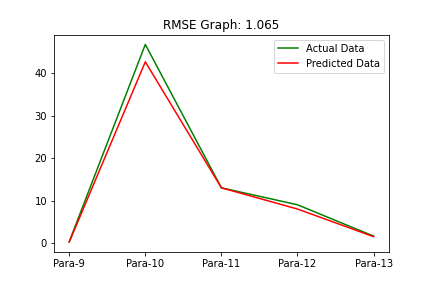 RMSE Graph: 1.065
Actual Data
Predicted Data
40
30
20
10
0
Para-9 Para-10 Para-11 Para-12 Para-13